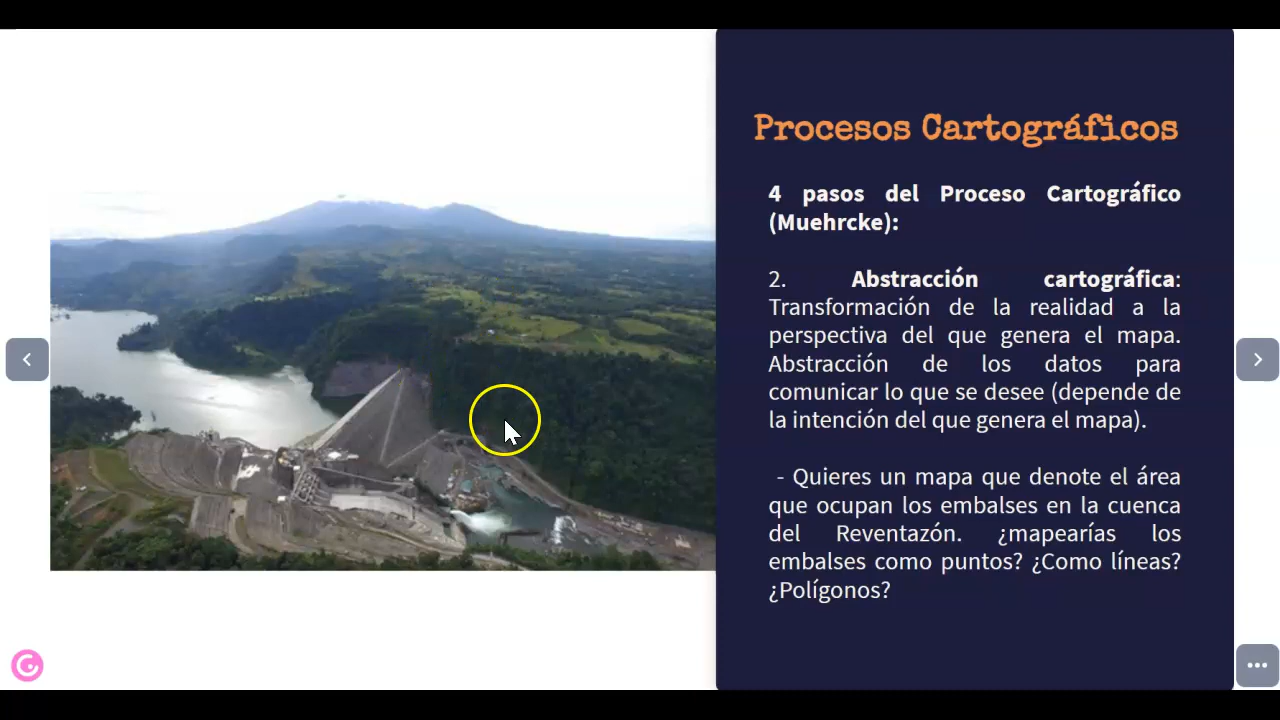 Procesos Cartográficos
4 pasos del Proceso Cartográfico
(Muehrcke):
2. Abstracción cartográfica:
Transformación de la realidad a la
perspectiva del que genera el mapa.
Abstracción de los datos para
comunicar lo que se desee (depende de
la intención del que genera el mapa).
- Quieres un mapa que denote el área
que ocupan los embalses en la cuenca
del Reventazón. ¿mapearías los
embalses como puntos? ¿Como líneas?
¿Polígonos?